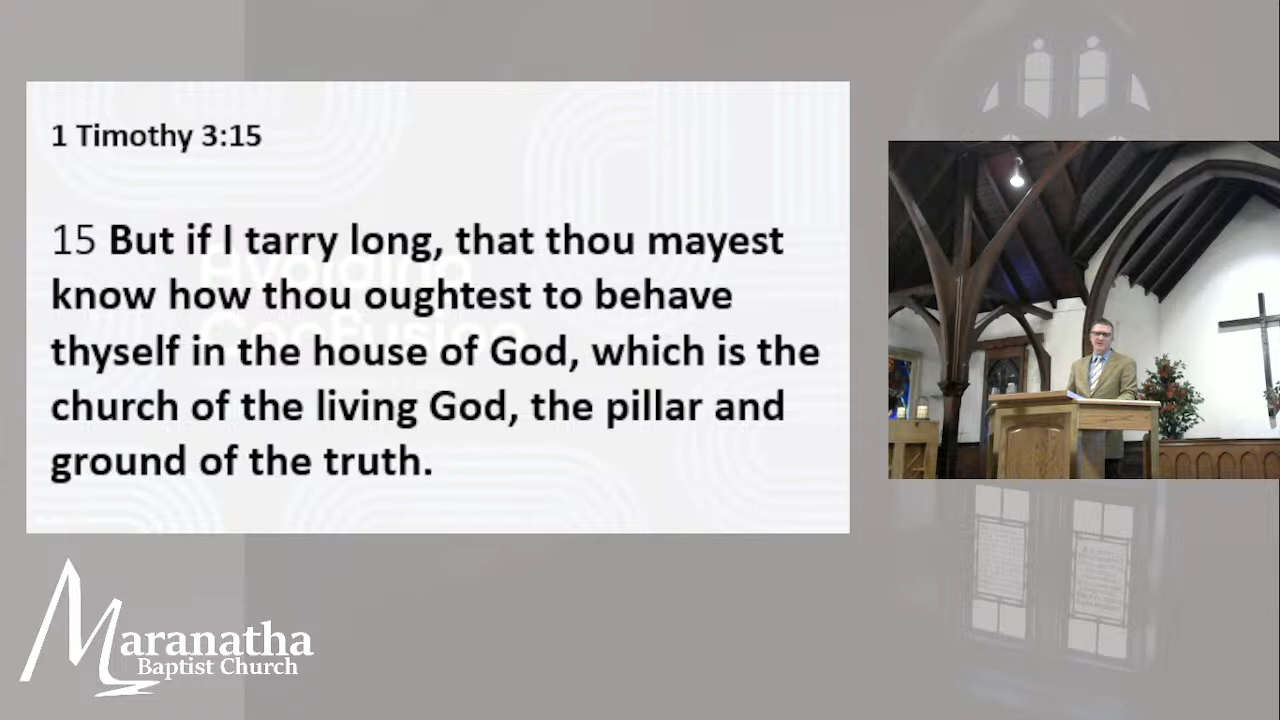 1 Timothy 3:15
15 But if I tarry long, that thou mayest
know how thou oughtest to behave
thyself in the house of God, which is the
church of the living God, the pillar and
ground of the truth.
Avoiding
Confusion
Maranatha
Baptist Church